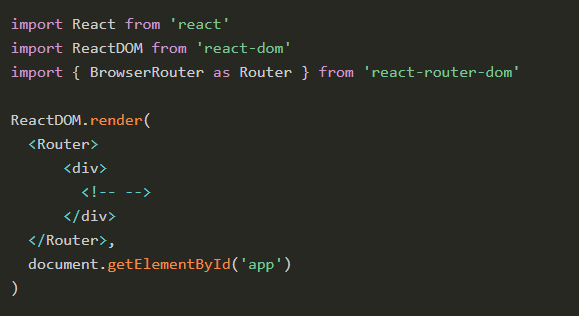 import React from 'react'
import ReactDOM from 'react-dom'
import { BrowserRouter as Router } from 'react-router-dom'

ReactDOM.render(
  <Router>
      <div>
        <!-- -->
      </div>
  </Router>,
  document.getElementById('app')
)